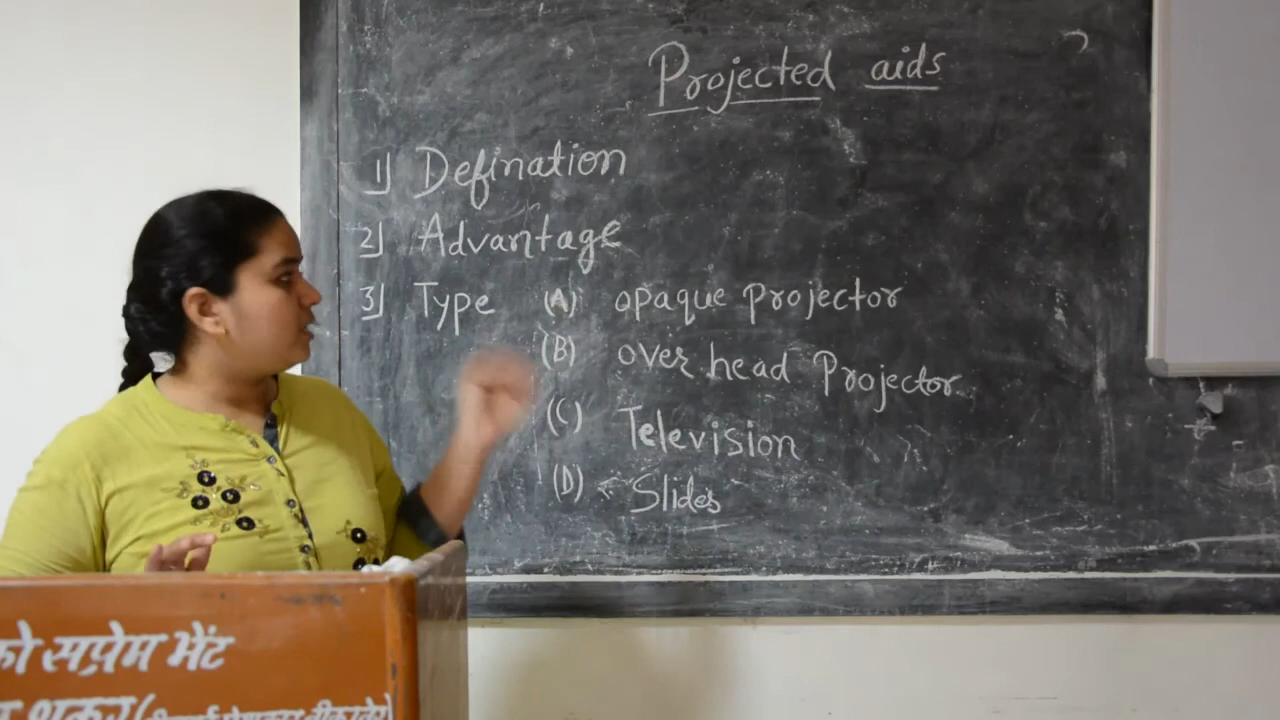 Projected aids
1) Defination
2) Advantage
3) Type (A) opaque projector
(B) over head Projector
(C) Television
(D) Slides
को सप्रेम भेंट